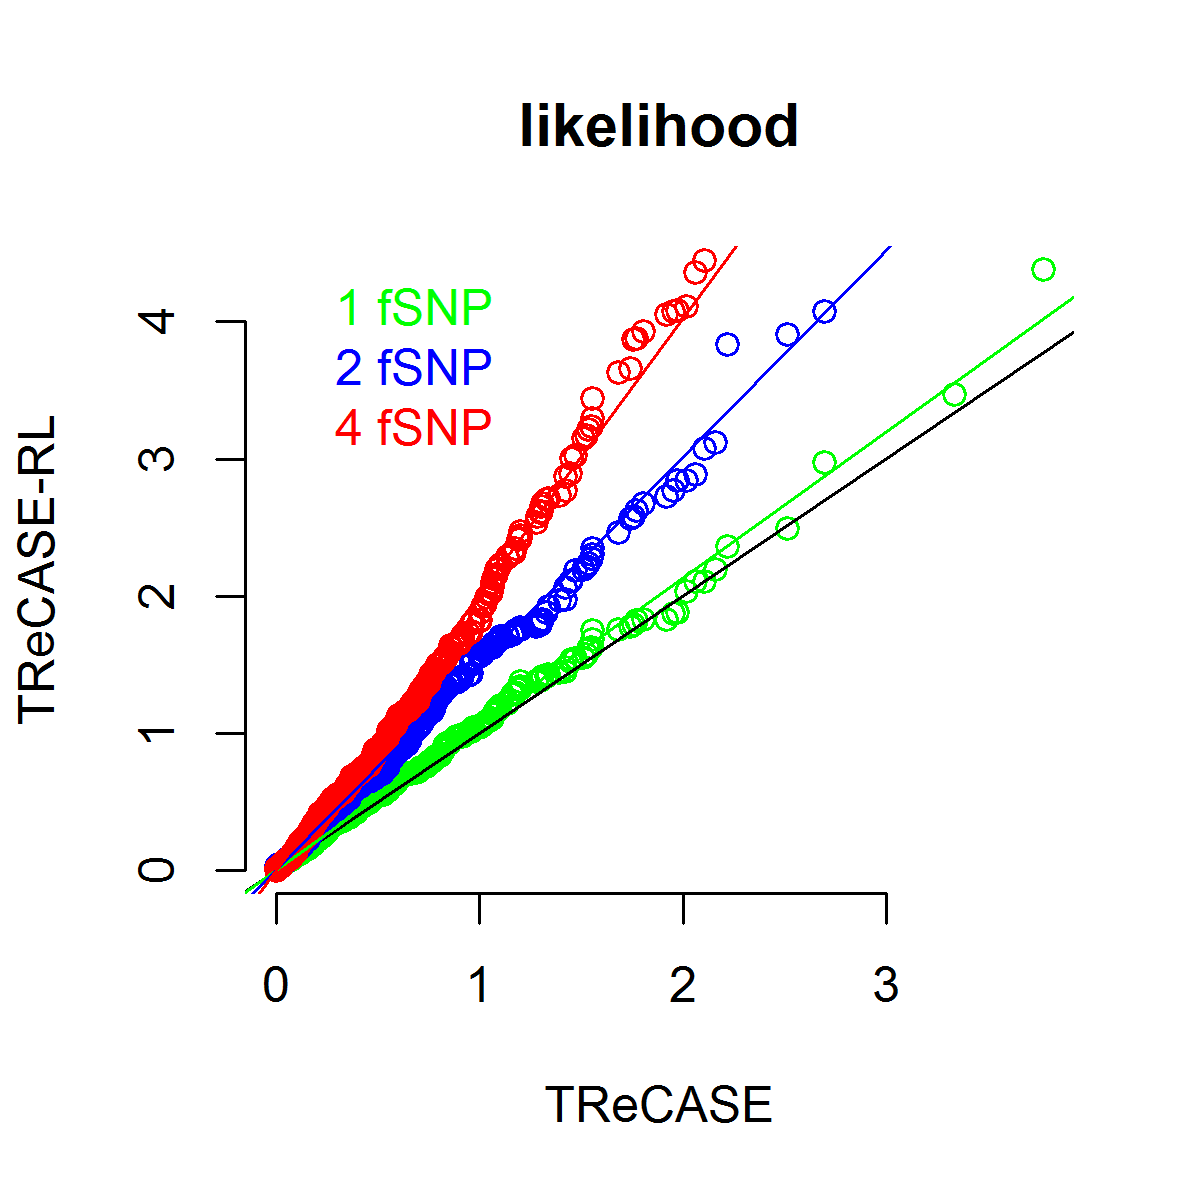 likelihood
1 fSNP
2 fSNP
4 fSNP
4
3
2
1
0
TReCASE-RL
0 1 2 3
TReCASE